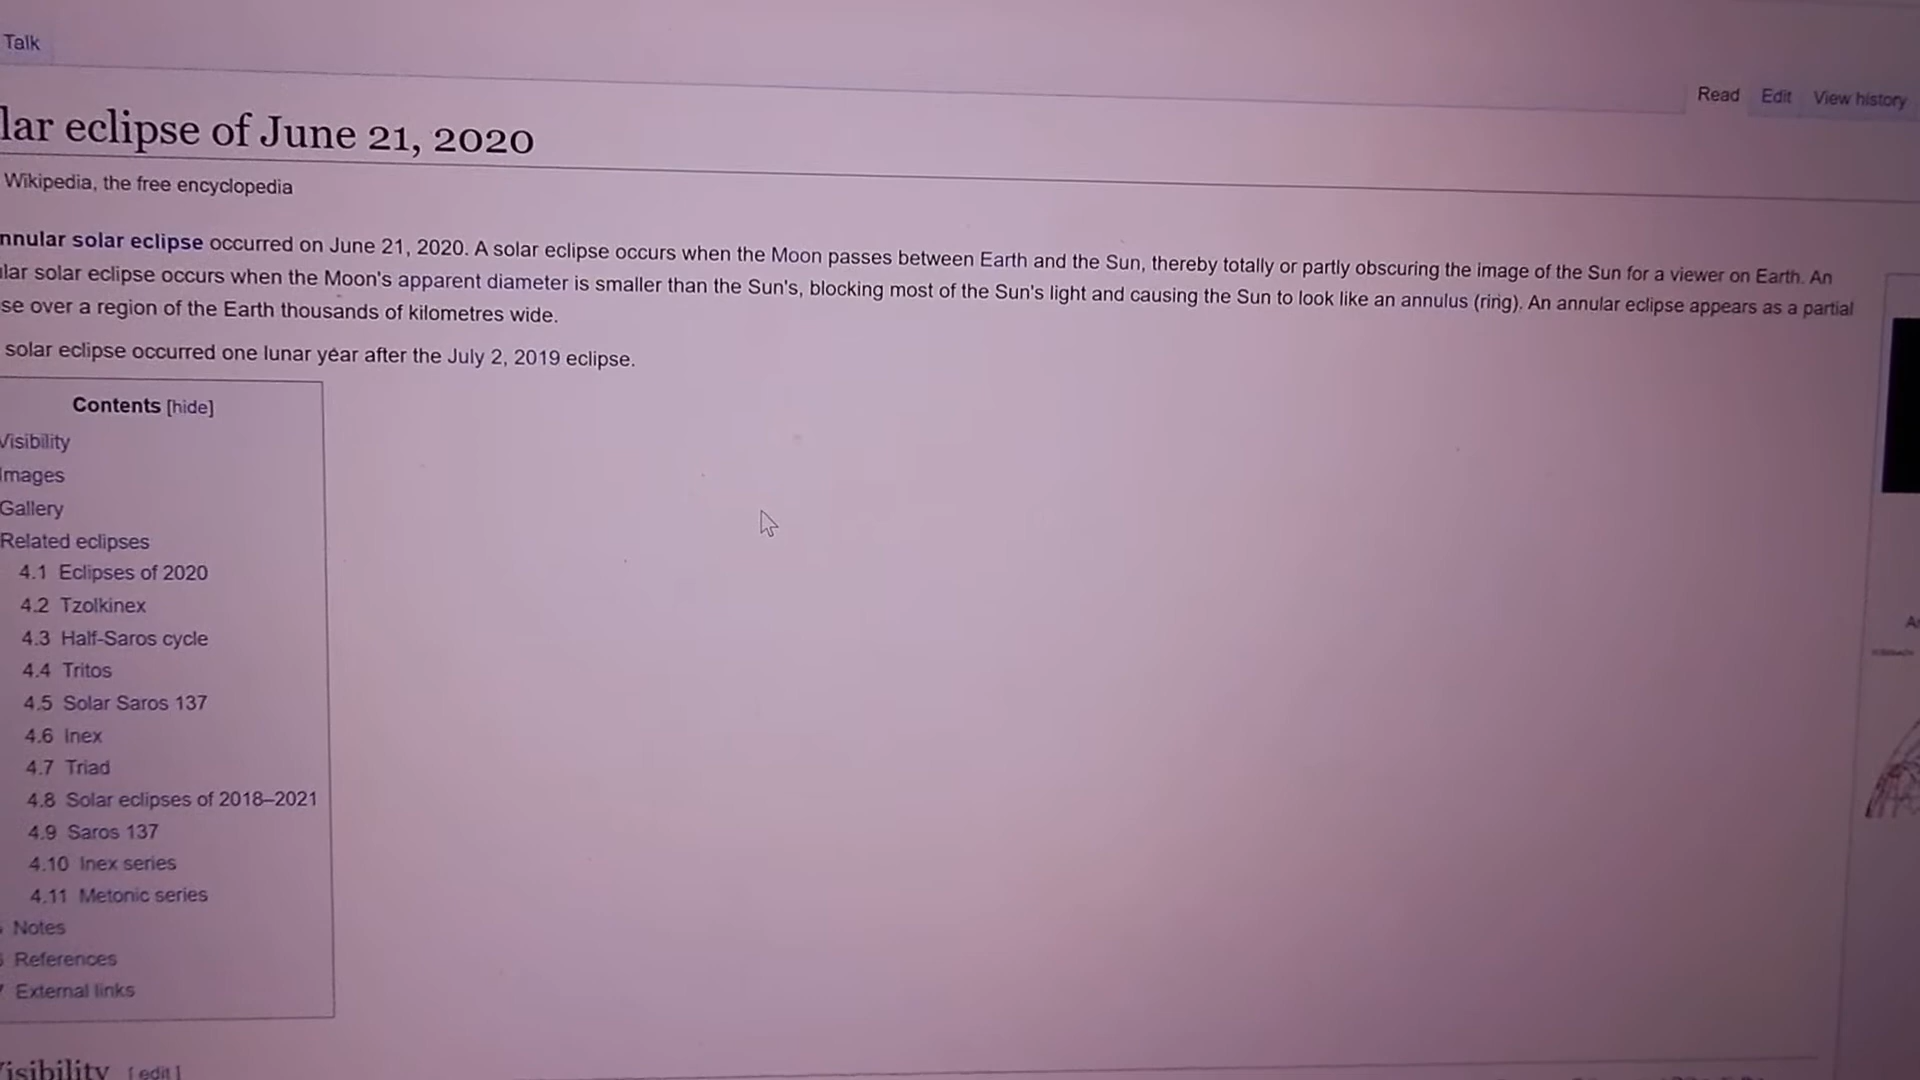 Talk
Read Edit View history
lar eclipse of June 21, 2020
Wikipedia, the free encyclopedia
nnular solar eclipse occurred on June 21, 2020. A solar eclipse occurs when the Moon passes between Earth and the Sun, thereby totally or partly obscuring the image of the Sun for a viewer on Earth. An
lar solar eclipse occurs when the Moon's apparent diameter is smaller than the Sun's, blocking most of the Sun's light and causing the Sun to look like an annulus (ring). An annular eclipse appears as a partial
se over a region of the Earth thousands of kilometres wide.
solar eclipse occurred one lunar year after the July 2, 2019 eclipse.
Contents [hide]
Visibility
Images
Gallery
Related eclipses
4.1 Eclipses of 2020
4.2 Tzolkinex
4.3 Half-Saros cycle
4.4 Tritos
4.5 Solar Saros 137
4.6 Inex
4.7 Triad
4.8 Solar eclipses of 2018–2021
4.9 Saros 137
4.10 Inex series
4.11 Metonic series
Notes
References
External links
Visibility [edit]